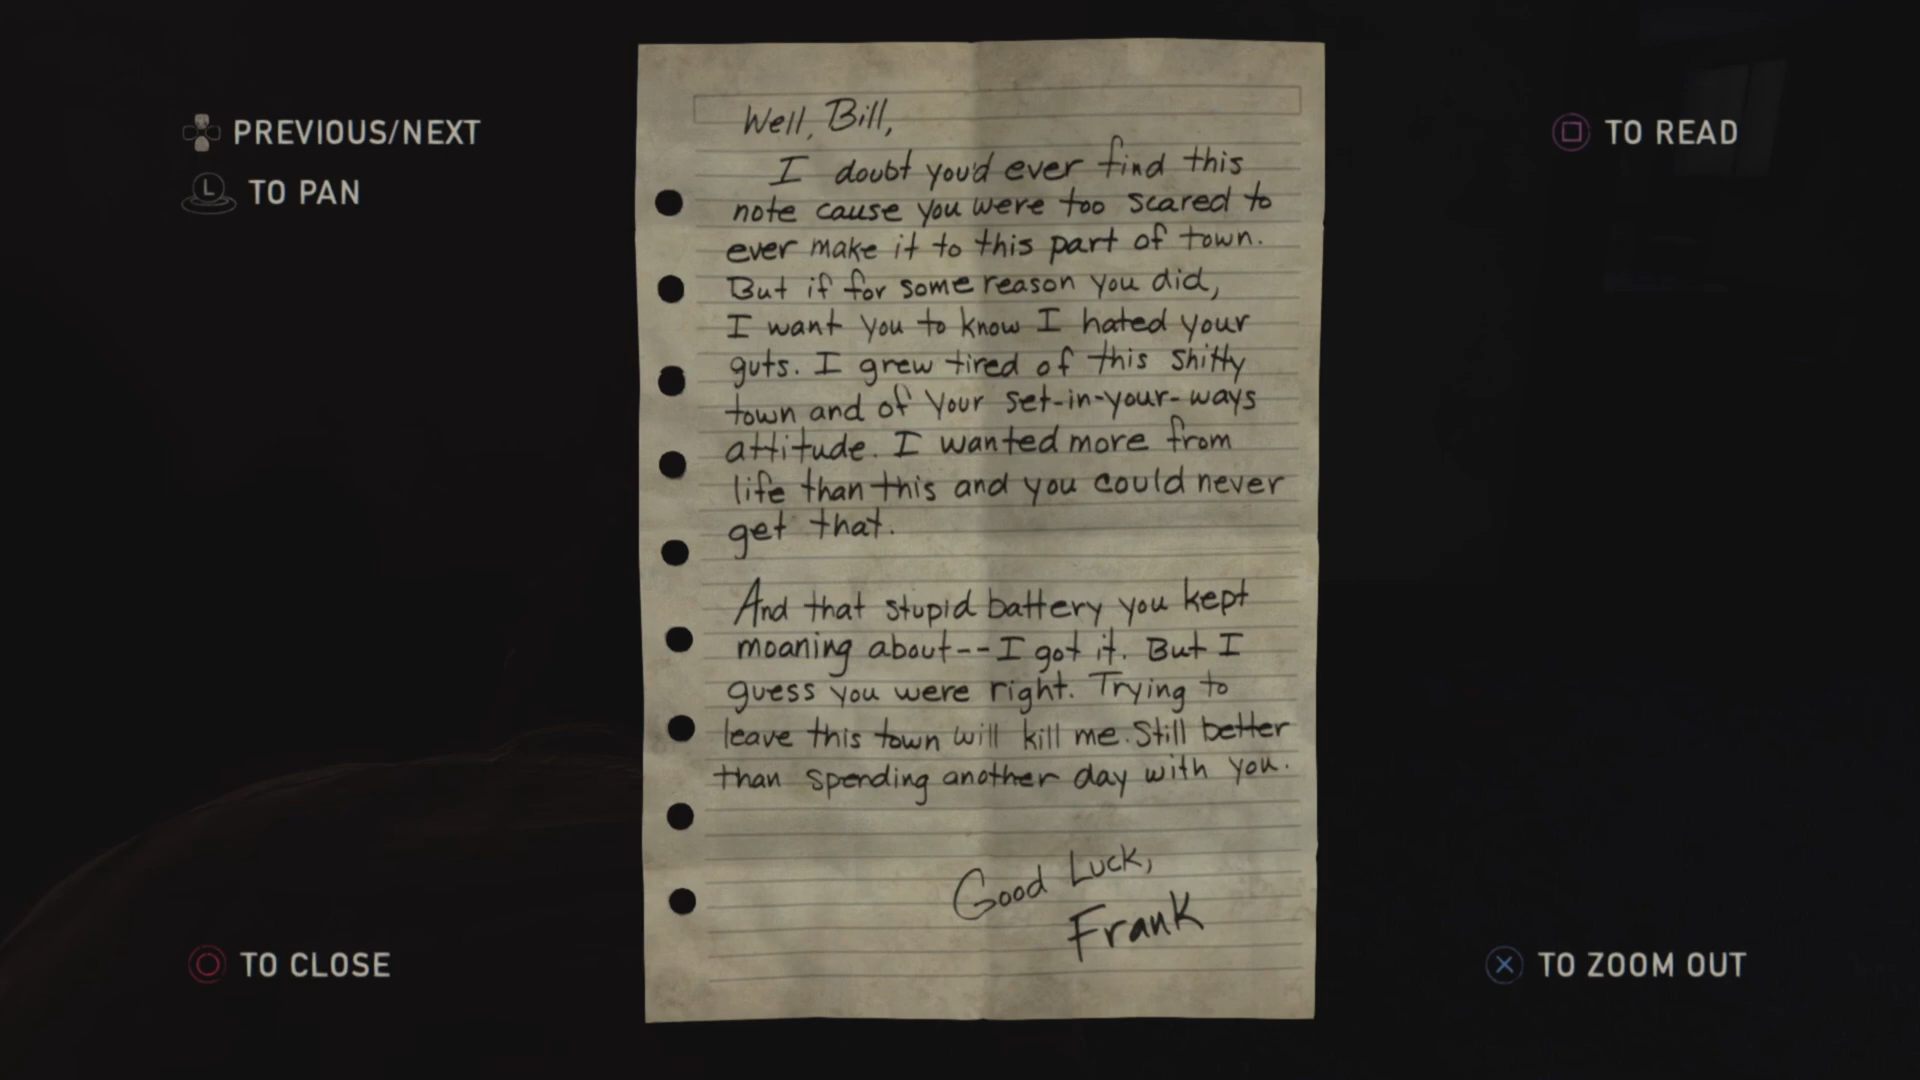 PREVIOUS/NEXT
L TO PAN
TO READ
Well, Bill,
I doubt you'd ever find this
note cause you were too scared to
ever make it to this part of town.
But if for some reason you did,
I want you to know I hated your
guts. I grew tired of this shitty
town and of your set-in-your-ways
attitude. I wanted more from
life than this and you could never
get that.
And that stupid battery you kept
moaning about--I got it. But I
guess you were right. Trying to
leave this town will kill me. Still better
than spending another day with you.
Good Luck,
Frank
TO CLOSE
TO ZOOM OUT